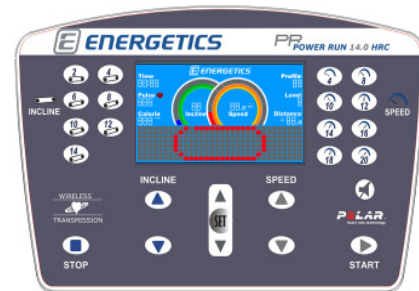 ENERGETICS
PR
POWER RUN 14.0 HRC
ENERGETICS
Time
Profile
Pulse
Level
Calorie
Incline
Speed
Distance
2 4
6 8
10 12
14
INCLINE
4 8
10 12
14 16
18 20
SPEED
INCLINE
SPEED
WIRELESS
TRANSMISSION
SET
POLAR
STOP
START